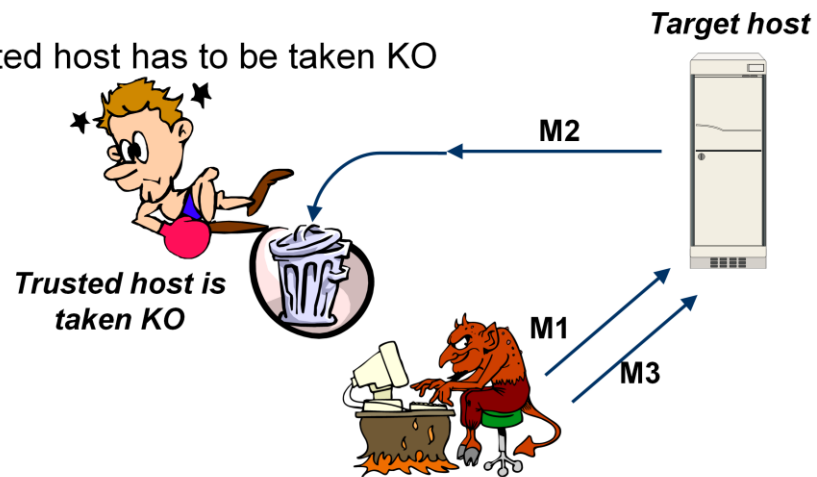 Target host
ted host has to be taken KO
M2
Trusted host is
taken KO
M1
M3